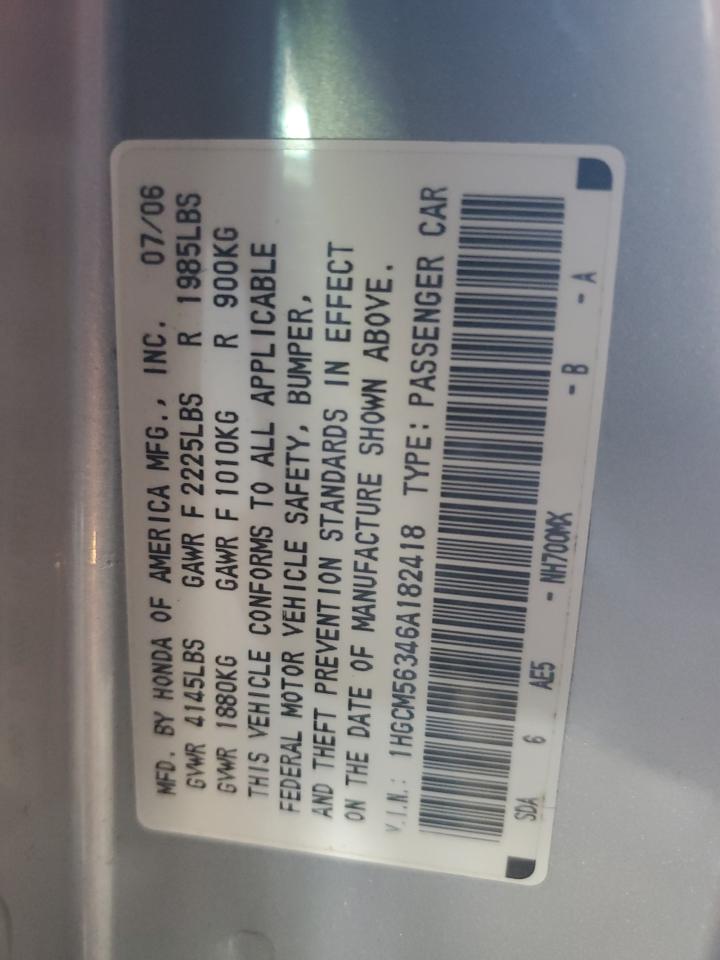 MFD. BY HONDA OF AMERICA MFG., INC. 07/06
GVWR 4145LBS GAWR F 2225LBS R 1985LBS
GVWR 1880KG GAWR F 1010KG R 900KG
THIS VEHICLE CONFORMS TO ALL APPLICABLE
FEDERAL MOTOR VEHICLE SAFETY, BUMPER,
AND THEFT PREVENTION STANDARDS IN EFFECT
ON THE DATE OF MANUFACTURE SHOWN ABOVE.
V.I.N.: 1HGCM56346A182418 TYPE: PASSENGER CAR
SDA 6 AE5 - NH700MX - B - A